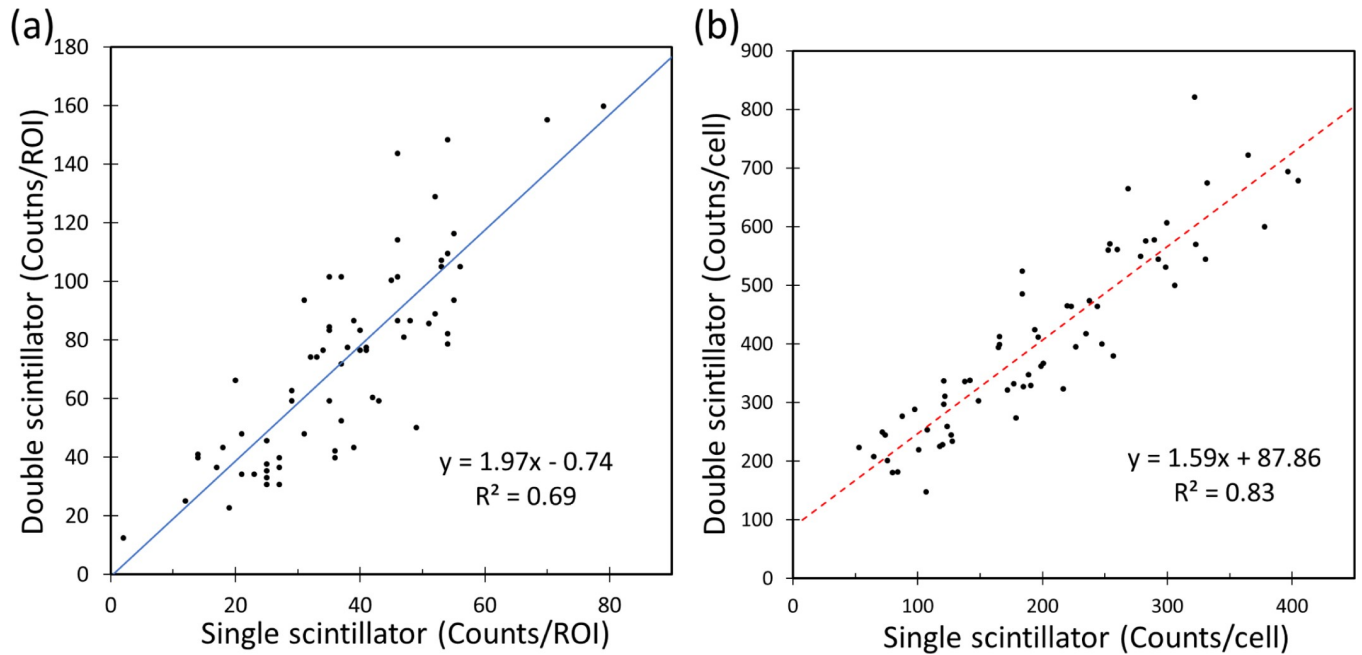 (a)
180
160
140
120
100
80
60
40
20
0
Double scintillator (Coutns/ROI)
y = 1.97x - 0.74
R² = 0.69
0 20 40 60 80
Single scintillator (Counts/ROI)
(b)
900
800
700
600
500
400
300
200
100
0
Double scintillator (Coutns/cell)
y = 1.59x + 87.86
R² = 0.83
0 100 200 300 400
Single scintillator (Counts/cell)